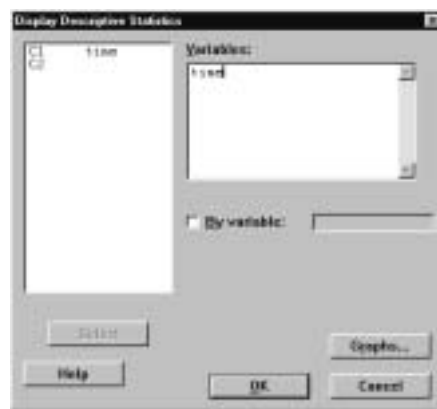 Display Descriptive Statistics
C1 time
C2
Variables:
time
By variable:
Select
Graphs...
Help
OK
Cancel